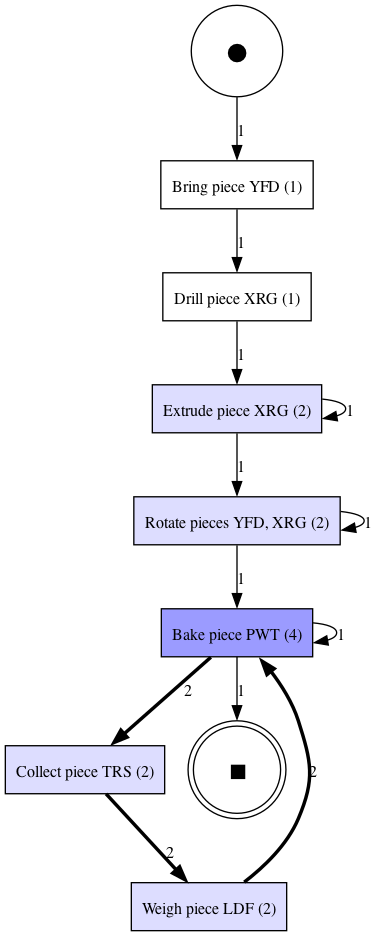 1
Bring piece YFD (1)
1
Drill piece XRG (1)
1
Extrude piece XRG (2)
1
1
Rotate pieces YFD, XRG (2)
1
1
Bake piece PWT (4)
1
2
1
Collect piece TRS (2)
2
2
Weigh piece LDF (2)